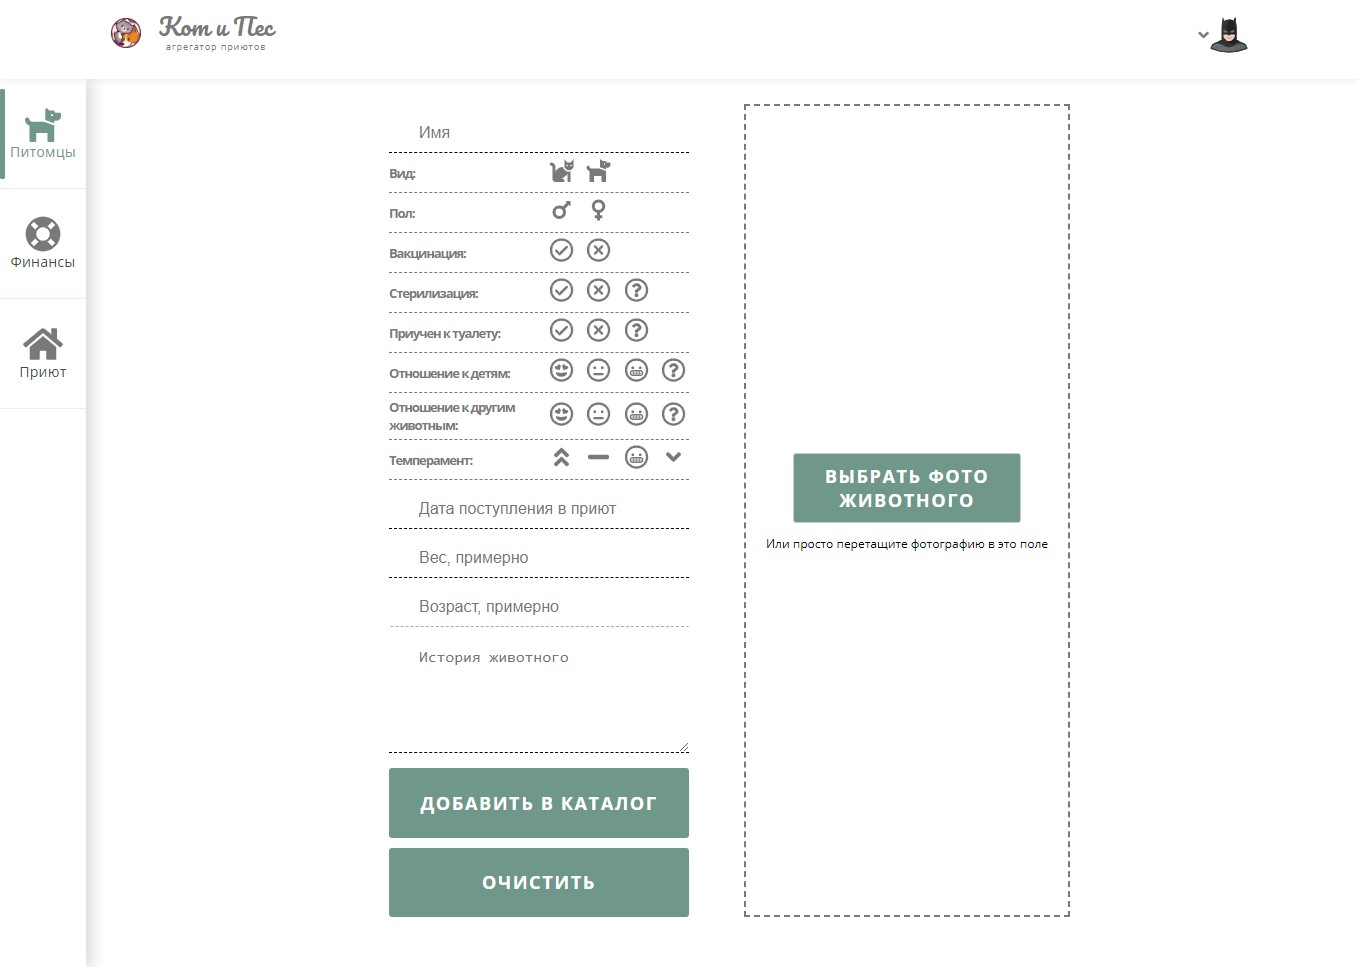 Кот и Пес
агрегатор приютов
Питомцы
Финансы
Приют
Имя
Вид:
Пол:
Вакцинация:
Стерилизация:
Приучен к туалету:
Отношение к детям:
Отношение к другим
животным:
Темперамент:
Дата поступления в приют
Вес, примерно
Возраст, примерно
История животного
ДОБАВИТЬ В КАТАЛОГ
ОЧИСТИТЬ
ВЫБРАТЬ ФОТО
ЖИВОТНОГО
Или просто перетащите фотографию в это поле